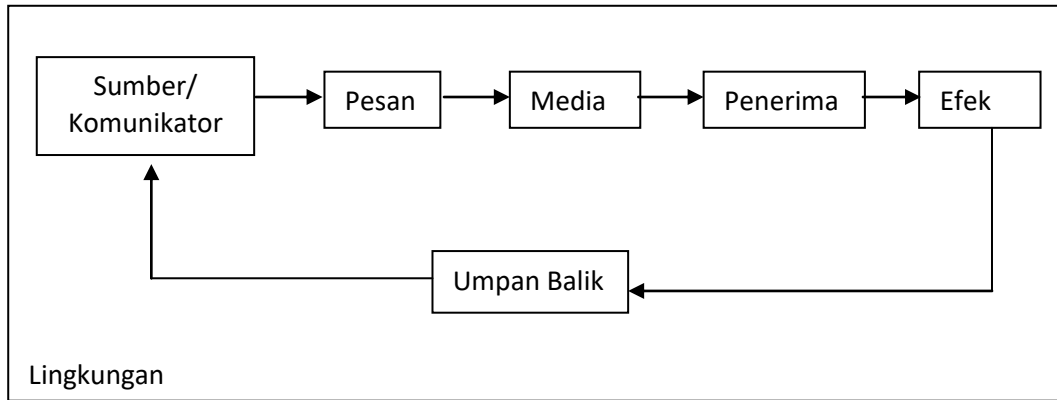 Sumber/
Komunikator
Pesan
Media
Penerima
Efek
Umpan Balik
Lingkungan